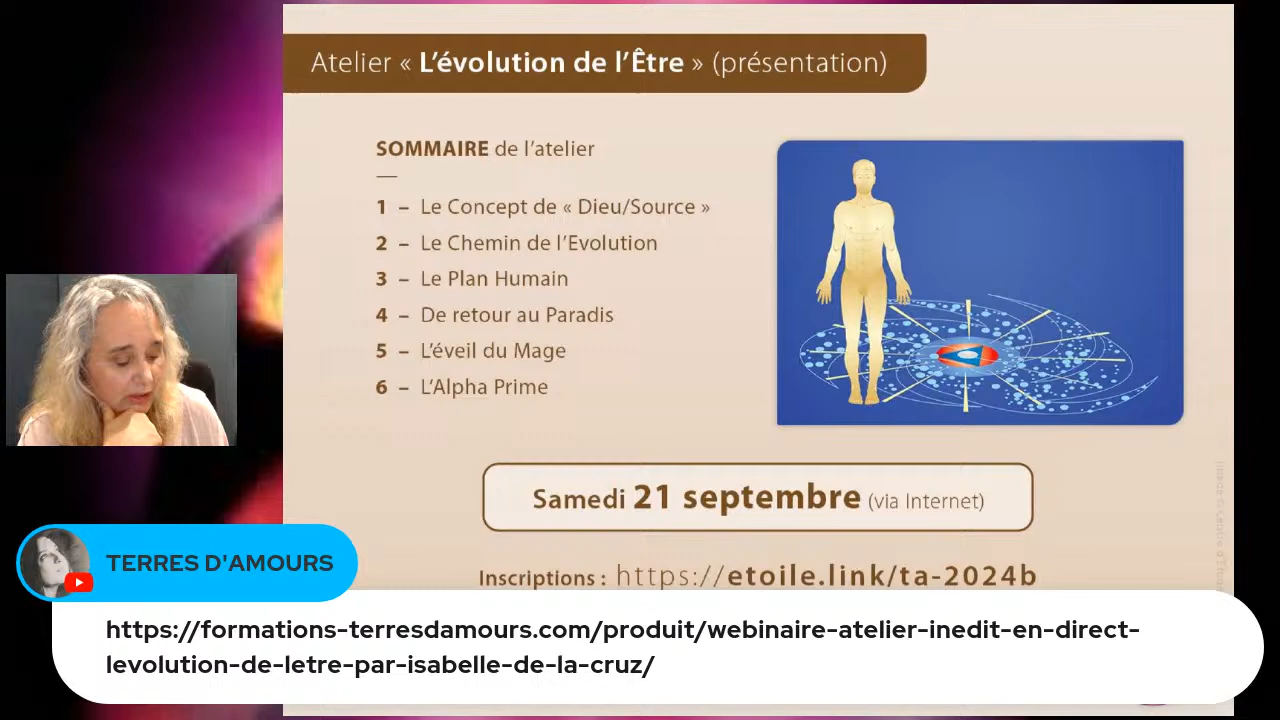 Atelier « L'évolution de l'Être » (présentation)
SOMMAIRE de l'atelier
—
1 – Le Concept de « Dieu/Source »
2 – Le Chemin de l'Evolution
3 – Le Plan Humain
4 – De retour au Paradis
5 – L'éveil du Mage
6 – L'Alpha Prime
Samedi 21 septembre (via Internet)
Inscriptions : https://etoile.link/ta-2024b
TERRES D'AMOURS
https://formations-terresdamours.com/produit/webinaire-atelier-inedit-en-direct-
levolution-de-letre-par-isabelle-de-la-cruz/